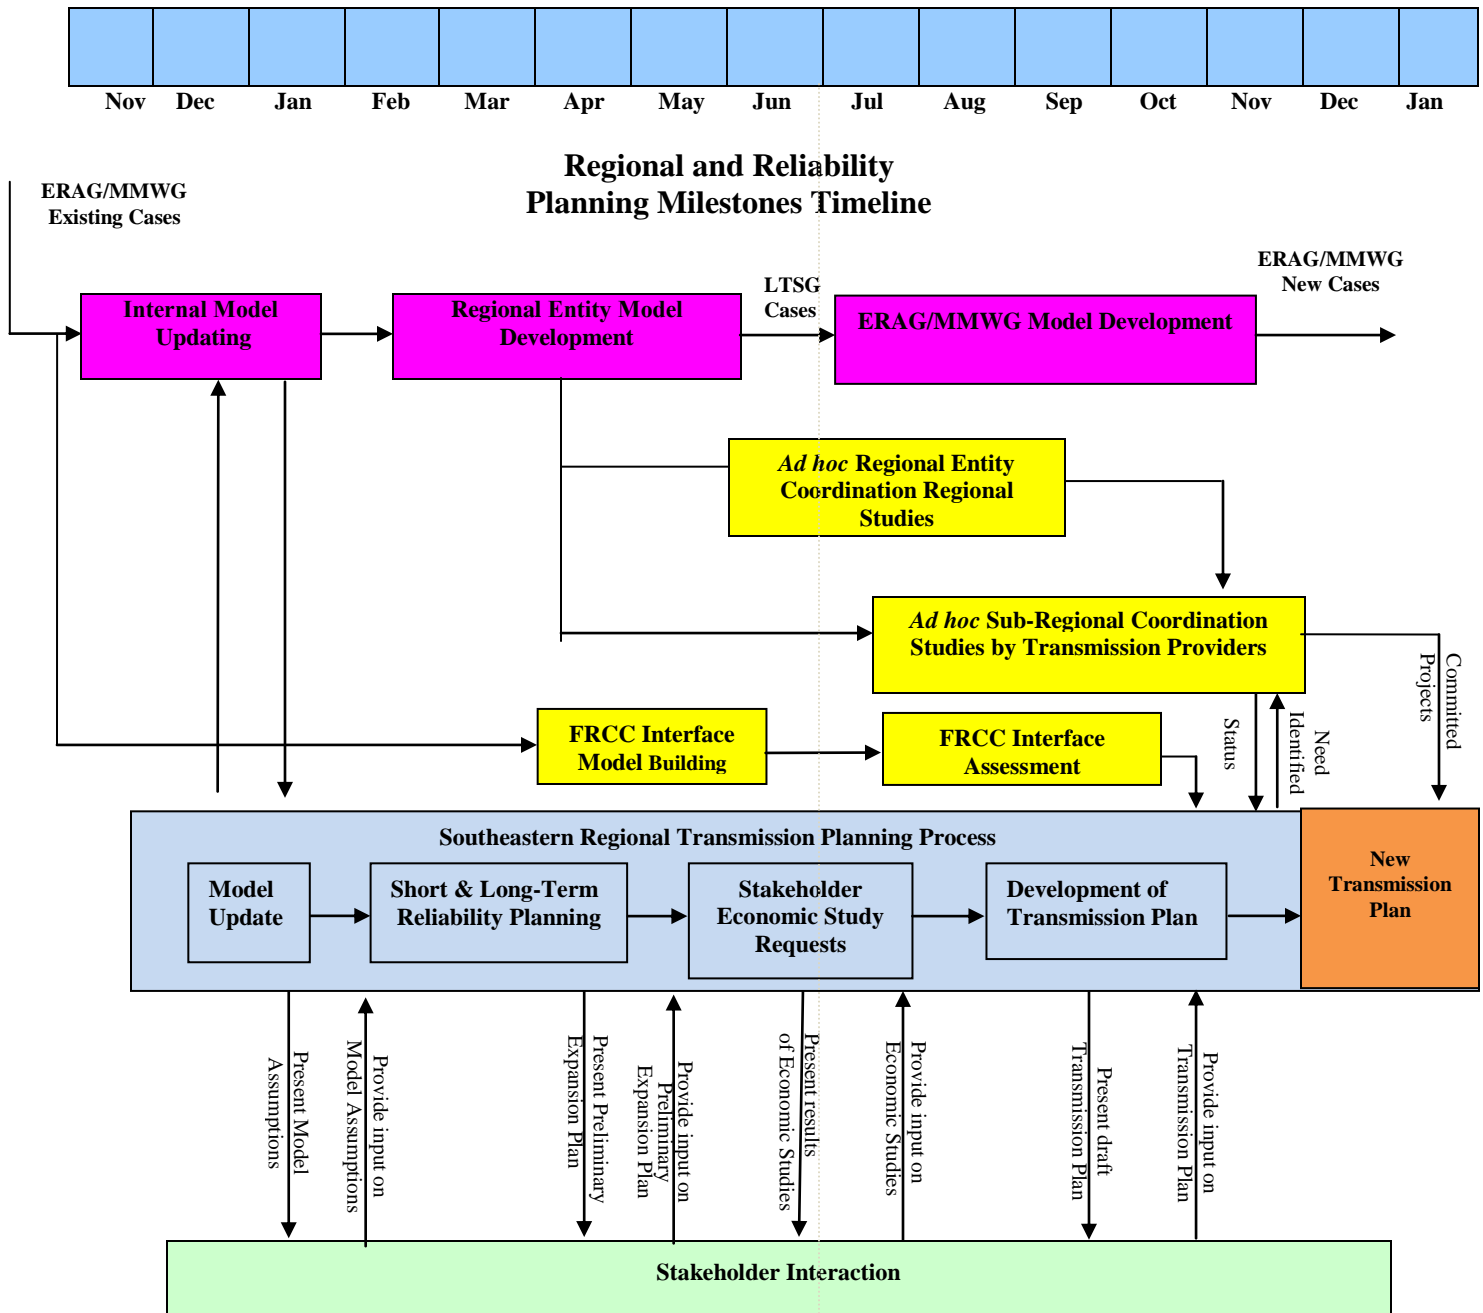 Nov Dec Jan Feb Mar Apr May Jun Jul Aug Sep Oct Nov Dec Jan
Regional and Reliability
Planning Milestones Timeline
ERAG/MMWG
Existing Cases
Internal Model
Updating
Regional Entity Model
Development
LTSG
Cases
ERAG/MMWG Model Development
ERAG/MMWG
New Cases
Ad hoc Regional Entity
Coordination Regional
Studies
Ad hoc Sub-Regional Coordination
Studies by Transmission Providers
Committed
Projects
FRCC Interface
Model Building
FRCC Interface
Assessment
Status
Need
Identified
Southeastern Regional Transmission Planning Process
Model
Update
Short & Long-Term
Reliability Planning
Stakeholder
Economic Study
Requests
Development of
Transmission Plan
New
Transmission
Plan
Present Model
Assumptions
Provide input on
Model Assumptions
Present Preliminary
Expansion Plan
Provide input on
Preliminary
Expansion Plan
Present results
of Economic Studies
Provide input on
Economic Studies
Present draft
Transmission Plan
Provide input on
Transmission Plan
Stakeholder Interaction